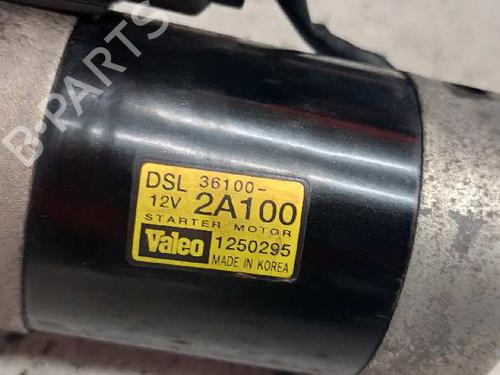 B-PARTS
DSL 36100-
12V 2A100
STARTER MOTOR
Valeo 1250295
MADE IN KOREA